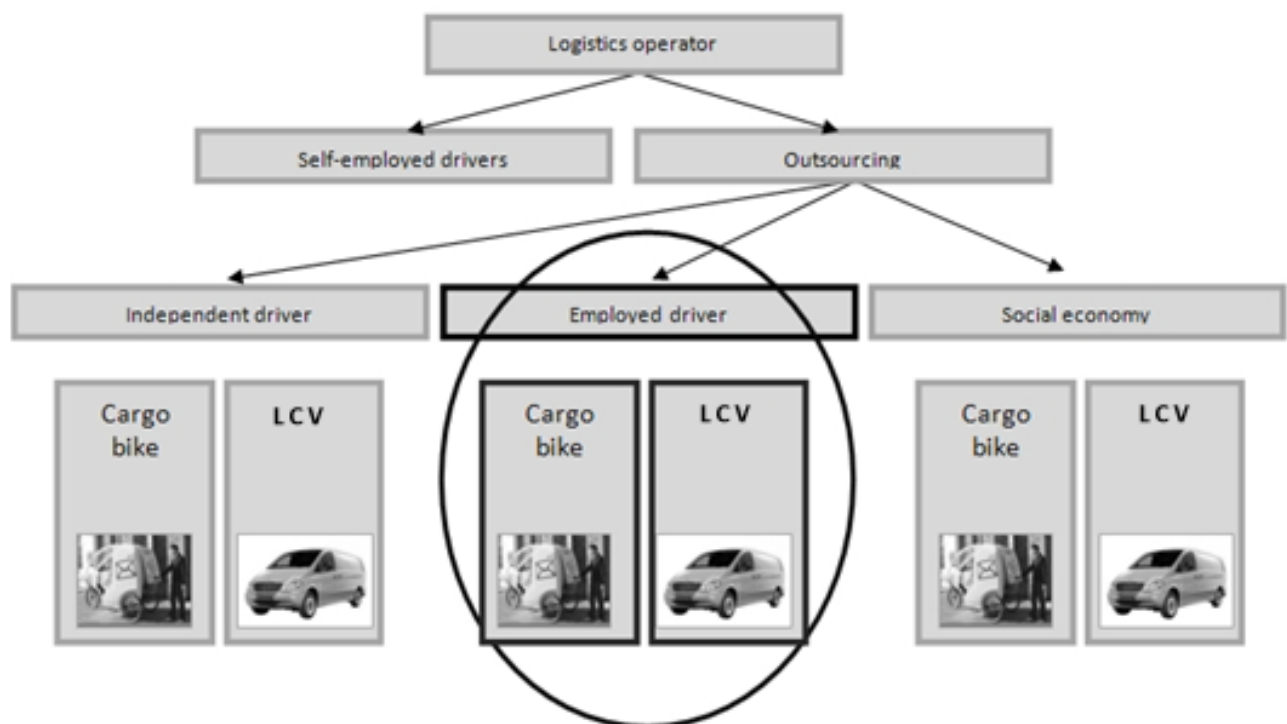 Logistics operator
Self-employed drivers
Outsourcing
Independent driver
Employed driver
Social economy
Cargo
bike
LCV
Cargo
bike
LCV
Cargo
bike
LCV